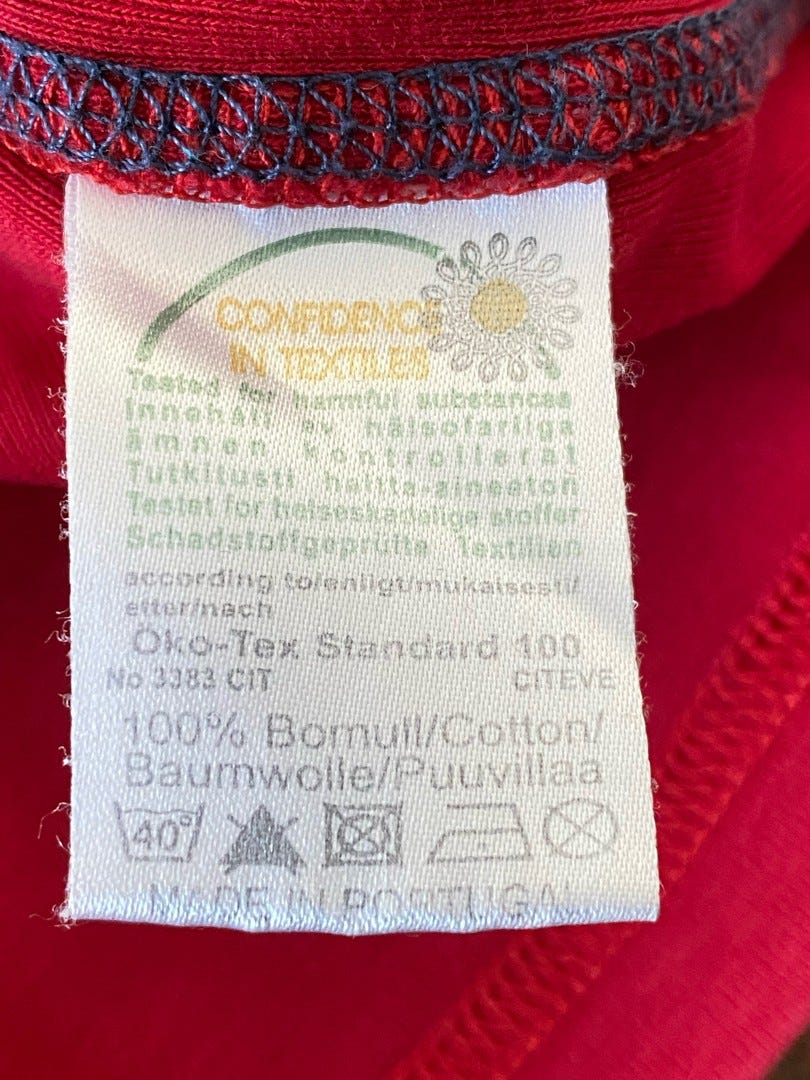 CONFIDENCE
IN TEXTILES
Tested for harmful substances
Innehåll av hälsofarliga
ämnen kontrollerat
Tutkitusti haitta-aineeton
Testet for helseskadelige stoffer
Schadstoffgeprüfte Textilien
according to/enligt/mukaisesti/
etter/nach
Öko-Tex Standard 100
No 3383 CIT CITEVE
100% Bomull/Cotton/
Baumwolle/Puuvillaa
40°
MADE IN PORTUGAL